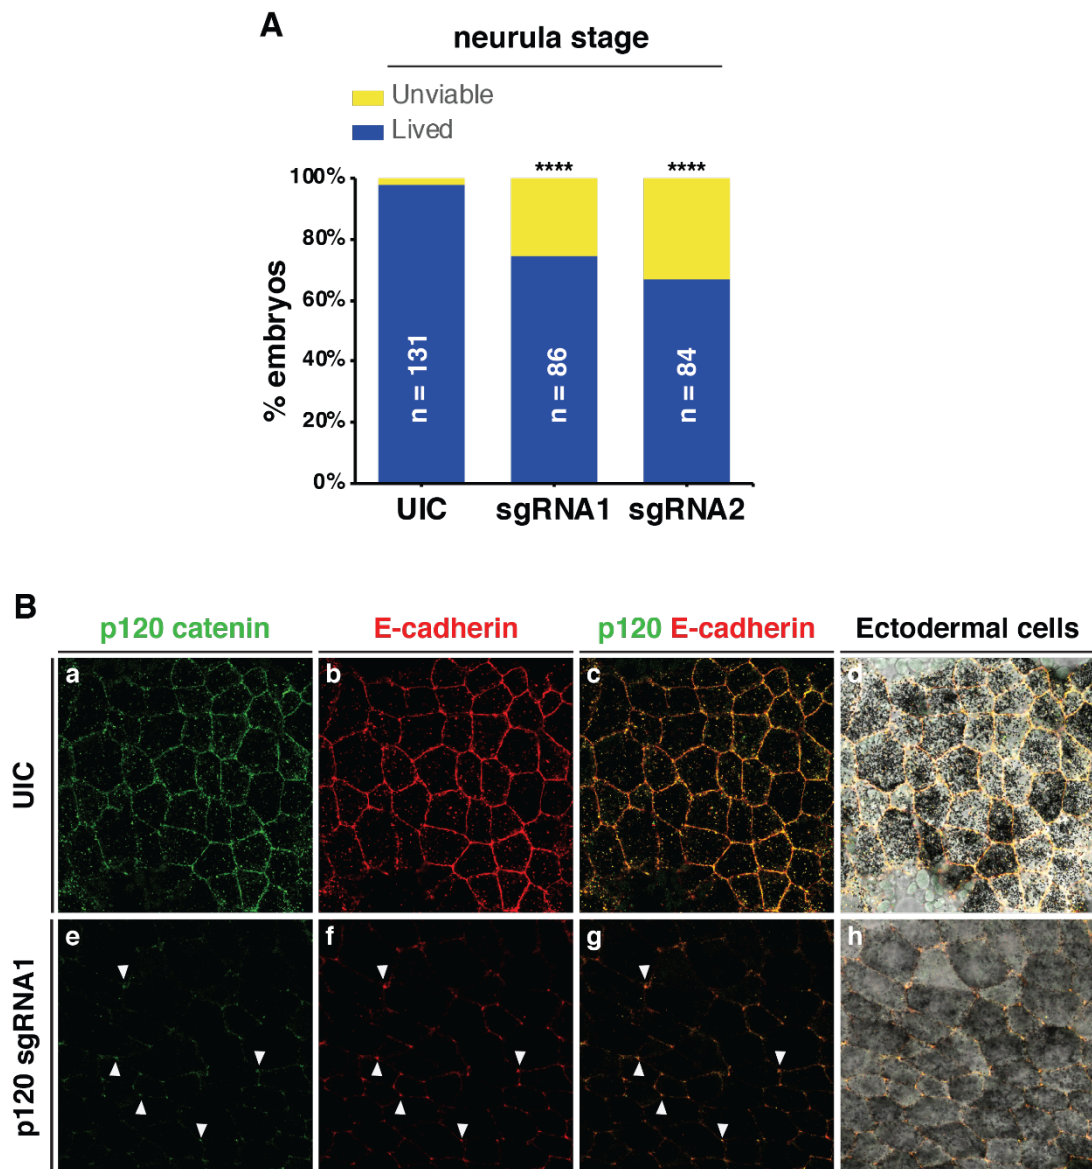 A
neurula stage
Unviable
Lived
100%
80%
60%
40%
20%
0%
% embryos
****
****
n = 131
n = 86
n = 84
UIC
sgRNA1
sgRNA2
B
p120 catenin
E-cadherin
p120 E-cadherin
Ectodermal cells
UIC
a
b
c
d
p120 sgRNA1
e
f
g
h